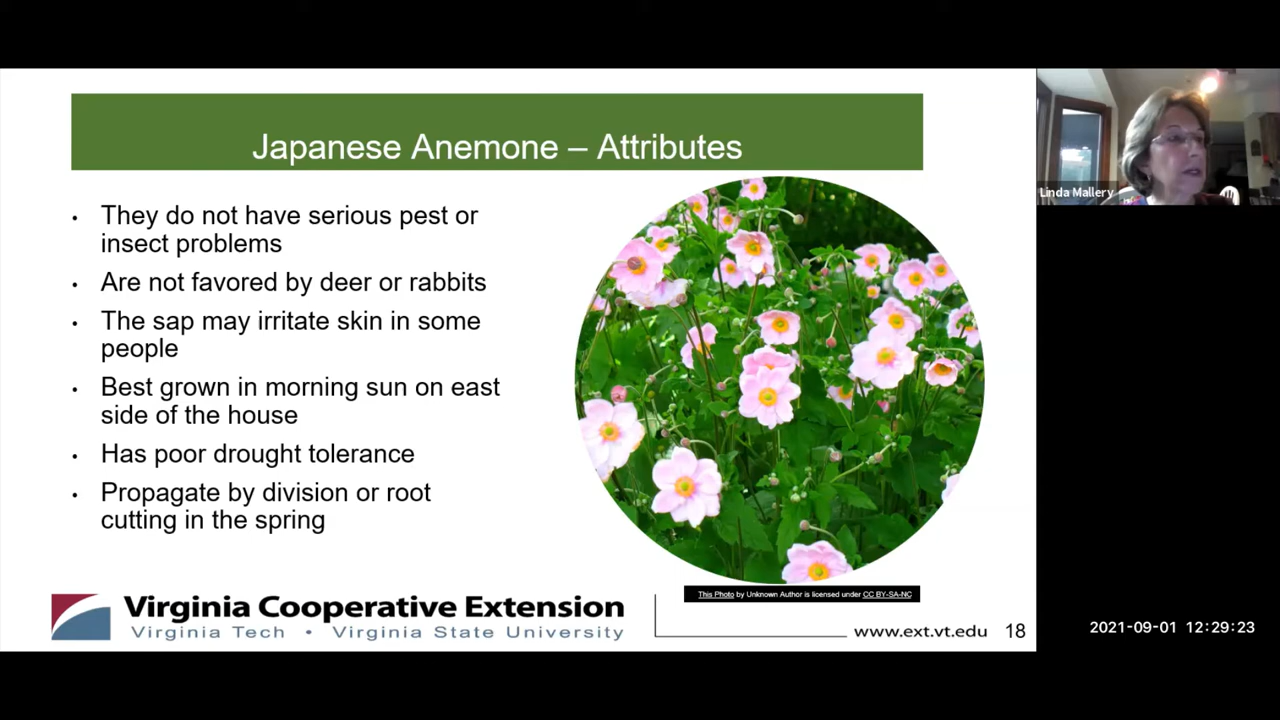 Japanese Anemone – Attributes
• They do not have serious pest or
insect problems
• Are not favored by deer or rabbits
• The sap may irritate skin in some
people
• Best grown in morning sun on east
side of the house
• Has poor drought tolerance
• Propagate by division or root
cutting in the spring
Linda Mallery
This Photo by Unknown Author is licensed under CC BY-SA-NC
Virginia Cooperative Extension
Virginia Tech • Virginia State University
www.ext.vt.edu 18
2021-09-01 12:29:23